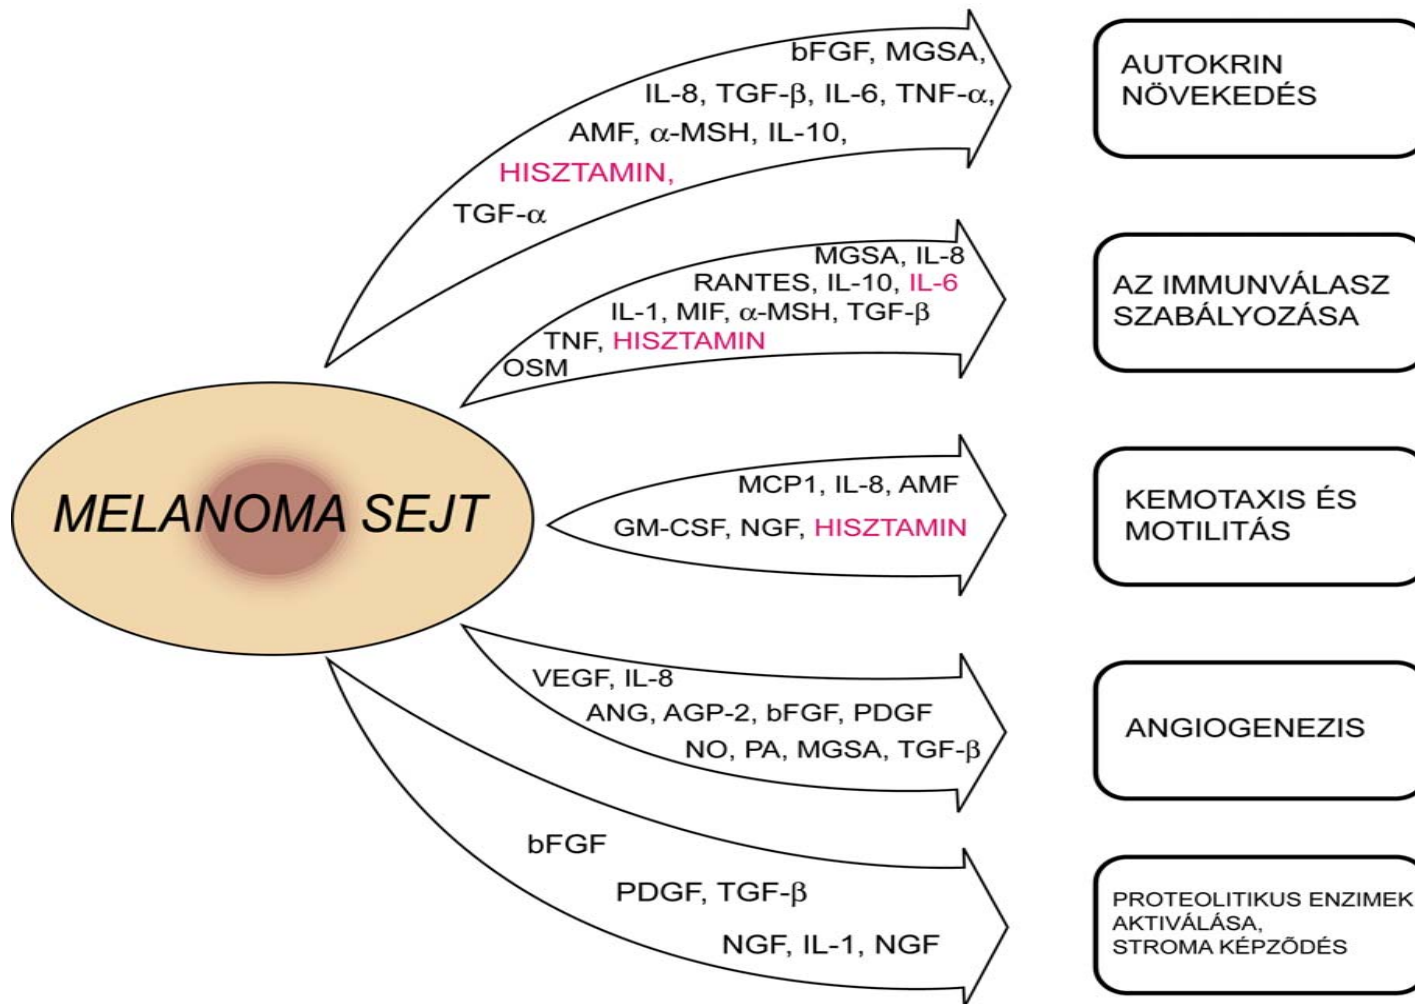 bFGF, MGSA,
IL-8, TGF-β, IL-6, TNF-α,
AMF, α-MSH, IL-10,
HISZTAMIN,
TGF-α
AUTOKRIN
NÖVEKEDÉS
MGSA, IL-8
RANTES, IL-10, IL-6
IL-1, MIF, α-MSH, TGF-β
TNF, HISZTAMIN
OSM
AZ IMMUNVÁLASZ
SZABÁLYOZÁSA
MELANOMA SEJT
MCP1, IL-8, AMF
GM-CSF, NGF, HISZTAMIN
KEMOTAXIS ÉS
MOTILITÁS
VEGF, IL-8
ANG, AGP-2, bFGF, PDGF
NO, PA, MGSA, TGF-β
ANGIOGENEZIS
bFGF
PDGF, TGF-β
NGF, IL-1, NGF
PROTEOLITIKUS ENZIMEK
AKTIVÁLÁSA,
STROMA KÉPZÕDÉS